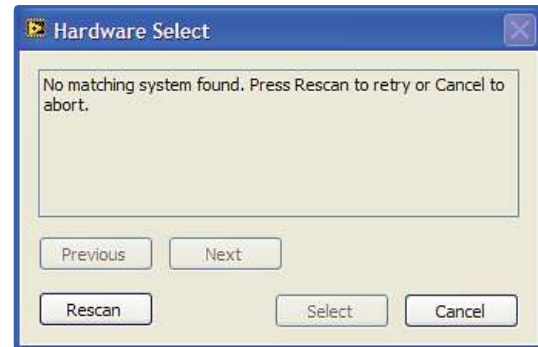 Hardware Select
No matching system found. Press Rescan to retry or Cancel to
abort.
Previous Next
Rescan Select Cancel